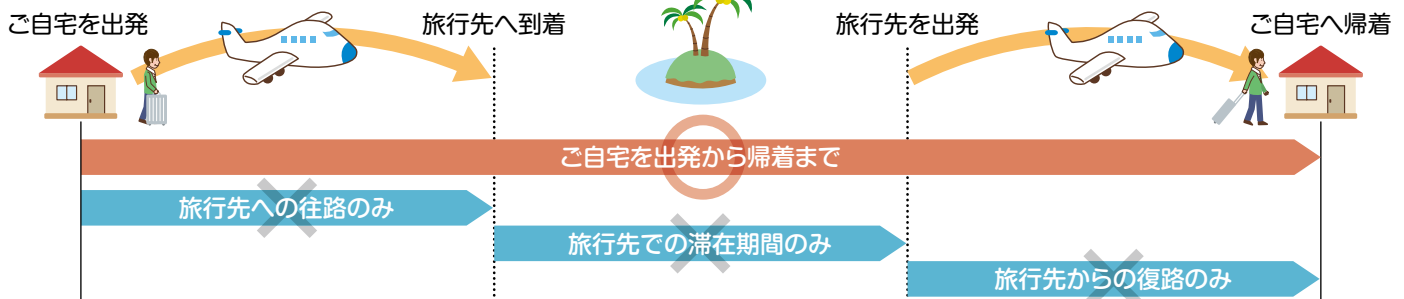 ご自宅を出発
旅行先へ到着
旅行先を出発
ご自宅へ帰着
ご自宅を出発から帰着まで
旅行先への往路のみ
旅行先での滞在期間のみ
旅行先からの復路のみ